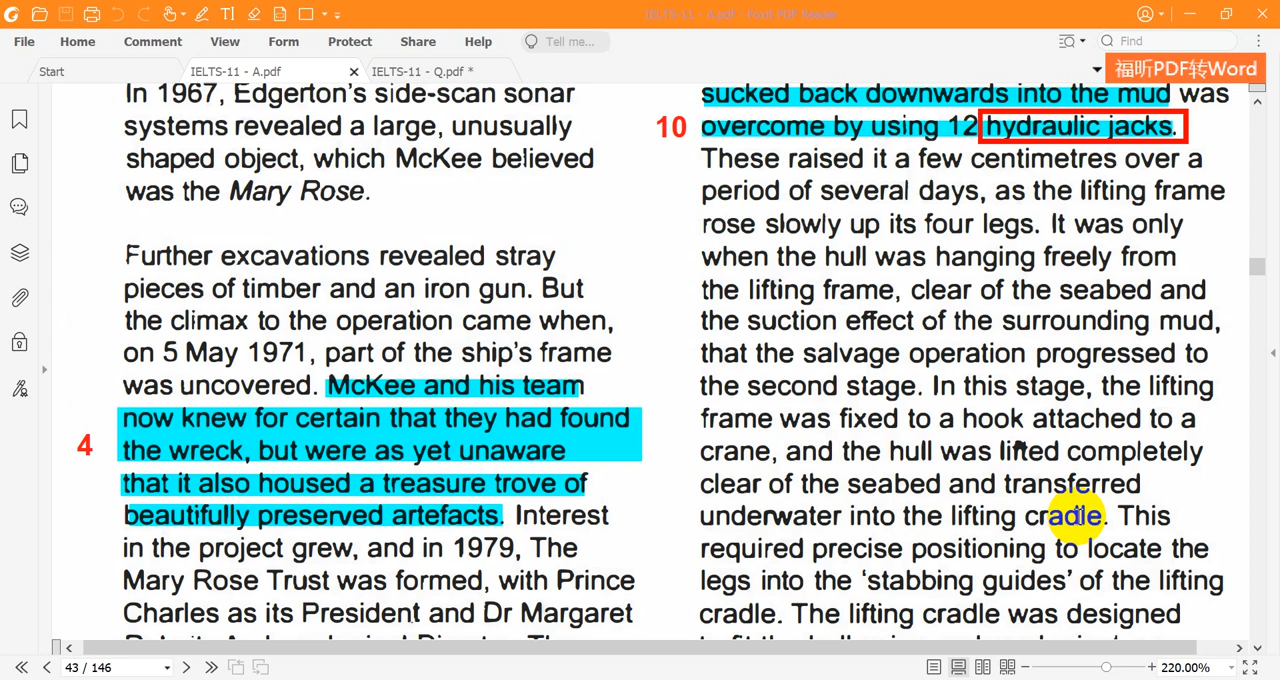 IELTS-11 - A.pdf - Foxit PDF Reader
File Home Comment View Form Protect Share Help Tell me... Find
Start IELTS-11 - A.pdf IELTS-11 - Q.pdf * 福昕PDF转Word
In 1967, Edgerton's side-scan sonar
systems revealed a large, unusually
shaped object, which McKee believed
was the Mary Rose.
Further excavations revealed stray
pieces of timber and an iron gun. But
the climax to the operation came when,
on 5 May 1971, part of the ship's frame
was uncovered. McKee and his team
now knew for certain that they had found
4
the wreck, but were as yet unaware
that it also housed a treasure trove of
beautifully preserved artefacts. Interest
in the project grew, and in 1979, The
Mary Rose Trust was formed, with Prince
Charles as its President and Dr Margaret
sucked back downwards into the mud was
10 overcome by using 12 hydraulic jacks.
These raised it a few centimetres over a
period of several days, as the lifting frame
rose slowly up its four legs. It was only
when the hull was hanging freely from
the lifting frame, clear of the seabed and
the suction effect of the surrounding mud,
that the salvage operation progressed to
the second stage. In this stage, the lifting
frame was fixed to a hook attached to a
crane, and the hull was lifted completely
clear of the seabed and transferred
underwater into the lifting cradle. This
required precise positioning to locate the
legs into the 'stabbing guides' of the lifting
cradle. The lifting cradle was designed
43 / 146 220.00%